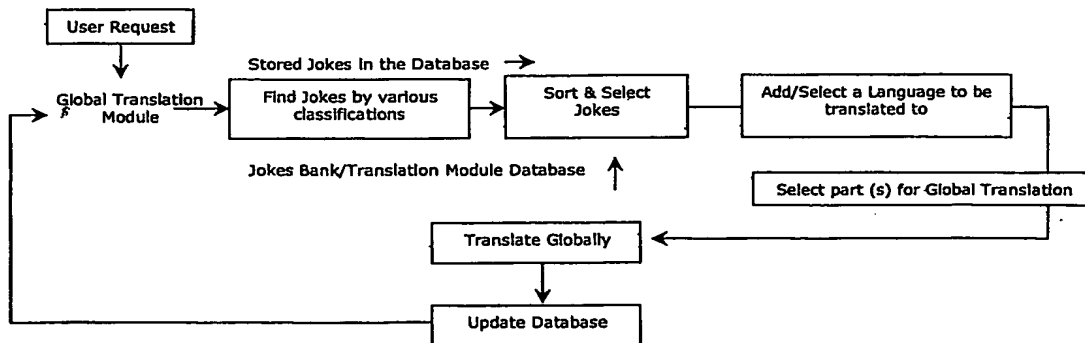 User Request
Stored Jokes in the Database
Global Translation
Module
Find Jokes by various
classifications
Sort & Select
Jokes
Add/Select a Language to be
translated to
Jokes Bank/Translation Module Database
Select part (s) for Global Translation
Translate Globally
Update Database